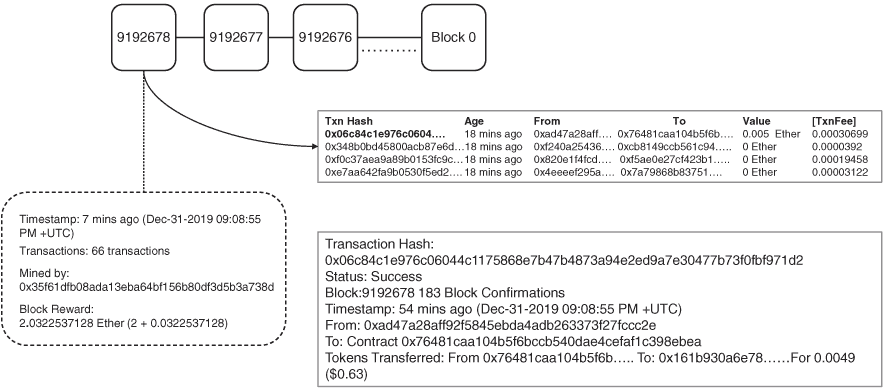 9192678 9192677 9192676 Block 0
Txn Hash Age From To Value [TxnFee]
0x06c84c1e976c0604.... 18 mins ago 0xad47a28aff.... 0x76481caa104b5f6b.... 0.005 Ether 0.00030699
0x348b0bd45800acb87e6d... 18 mins ago 0xf240a25436.... 0xcb8149ccb561c94..... 0 Ether 0.0000392
0xf0c37aea9a89b0153fc9c... 18 mins ago 0x820e1f4fcd.... 0xf5ae0e27cf423b1..... 0 Ether 0.00019458
0xe7aa642fa9b0530f5ed2.... 18 mins ago 0x4eeeef295a.... 0x7a79868b83751.... 0 Ether 0.00003122
Timestamp: 7 mins ago (Dec-31-2019 09:08:55
PM +UTC)
Transactions: 66 transactions
Mined by:
0x35f61dfb08ada13eba64bf156b80df3d5b3a738d
Block Reward:
2.0322537128 Ether (2 + 0.0322537128)
Transaction Hash:
0x06c84c1e976c06044c1175868e7b47b4873a94e2ed9a7e30477b73f0fbf971d2
Status: Success
Block:9192678 183 Block Confirmations
Timestamp: 54 mins ago (Dec-31-2019 09:08:55 PM +UTC)
From: 0xad47a28aff92f5845ebda4adb263373f27fccc2e
To: Contract 0x76481caa104b5f6bccb540dae4cefaf1c398ebea
Tokens Transferred: From 0x76481caa104b5f6b..... To: 0x161b930a6e78......For 0.0049
($0.63)